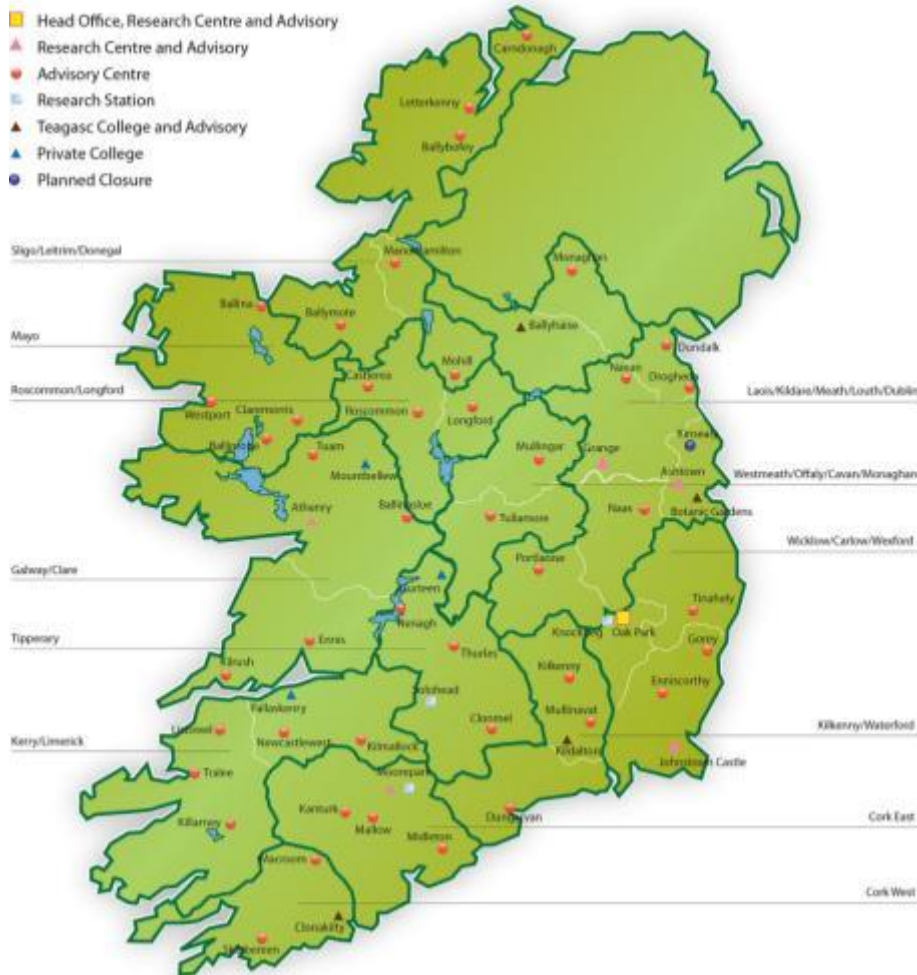 Head Office, Research Centre and Advisory
Research Centre and Advisory
Advisory Centre
Research Station
Teagasc College and Advisory
Private College
Planned Closure
Carndonagh
Letterkenny
Ballybofey
Sligo/Leitrim/Donegal
Manorhamilton
Monaghan
Ballina
Ballymote
Ballyhaise
Mayo
Dundalk
Mohill
Castlerea
Navan
Drogheda
Roscommon/Longford
Laois/Kildare/Meath/Louth/Dublin
Westport
Claremorris
Roscommon
Longford
Ballinrobe
Tuam
Mullingar
Grange
Kinsealy
Mountbellew
Ashtown
Westmeath/Offaly/Cavan/Monaghan
Athenry
Ballinasloe
Tullamore
Naas
Botanic Gardens
Wicklow/Carlow/Wexford
Portlaoise
Galway/Clare
Gurteen
Tinahely
Nenagh
Knockbeg
Oak Park
Tipperary
Ennis
Thurles
Gorey
Kilrush
Kilkenny
Enniscorthy
Solohead
Pallaskenry
Mullinavat
Clonmel
Kilkenny/Waterford
Listowel
Newcastlewest
Kilmallock
Kildalton
Kerry/Limerick
Johnstown Castle
Tralee
Moorepark
Kanturk
Mallow
Dungarvan
Killarney
Cork East
Midleton
Macroom
Cork West
Clonakilty
Skibbereen